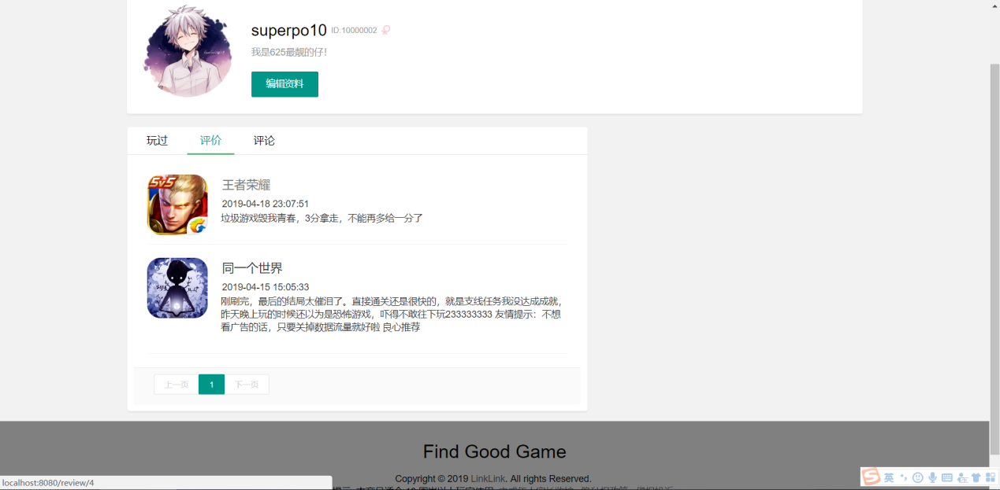 superpo10 ID:10000002
我是625最靓的仔!
编辑资料
玩过 评价 评论
5v5
王者荣耀
2019-04-18 23:07:51
垃圾游戏毁我青春，3分拿走，不能再多给一分了
同一个世界
2019-04-15 15:05:33
刚刷完，最后的结局太催泪了。直接通关还是很快的，就是支线任务我没达成成就，
昨天晚上玩的时候还以为是恐怖游戏，吓得不敢往下玩233333333 友情提示：不想
看广告的话，只要关掉数据流量就好啦 良心推荐
上一页 1 下一页
Find Good Game
Copyright © 2019 LinkLink. All rights Reserved.
localhost:8080/review/4
英